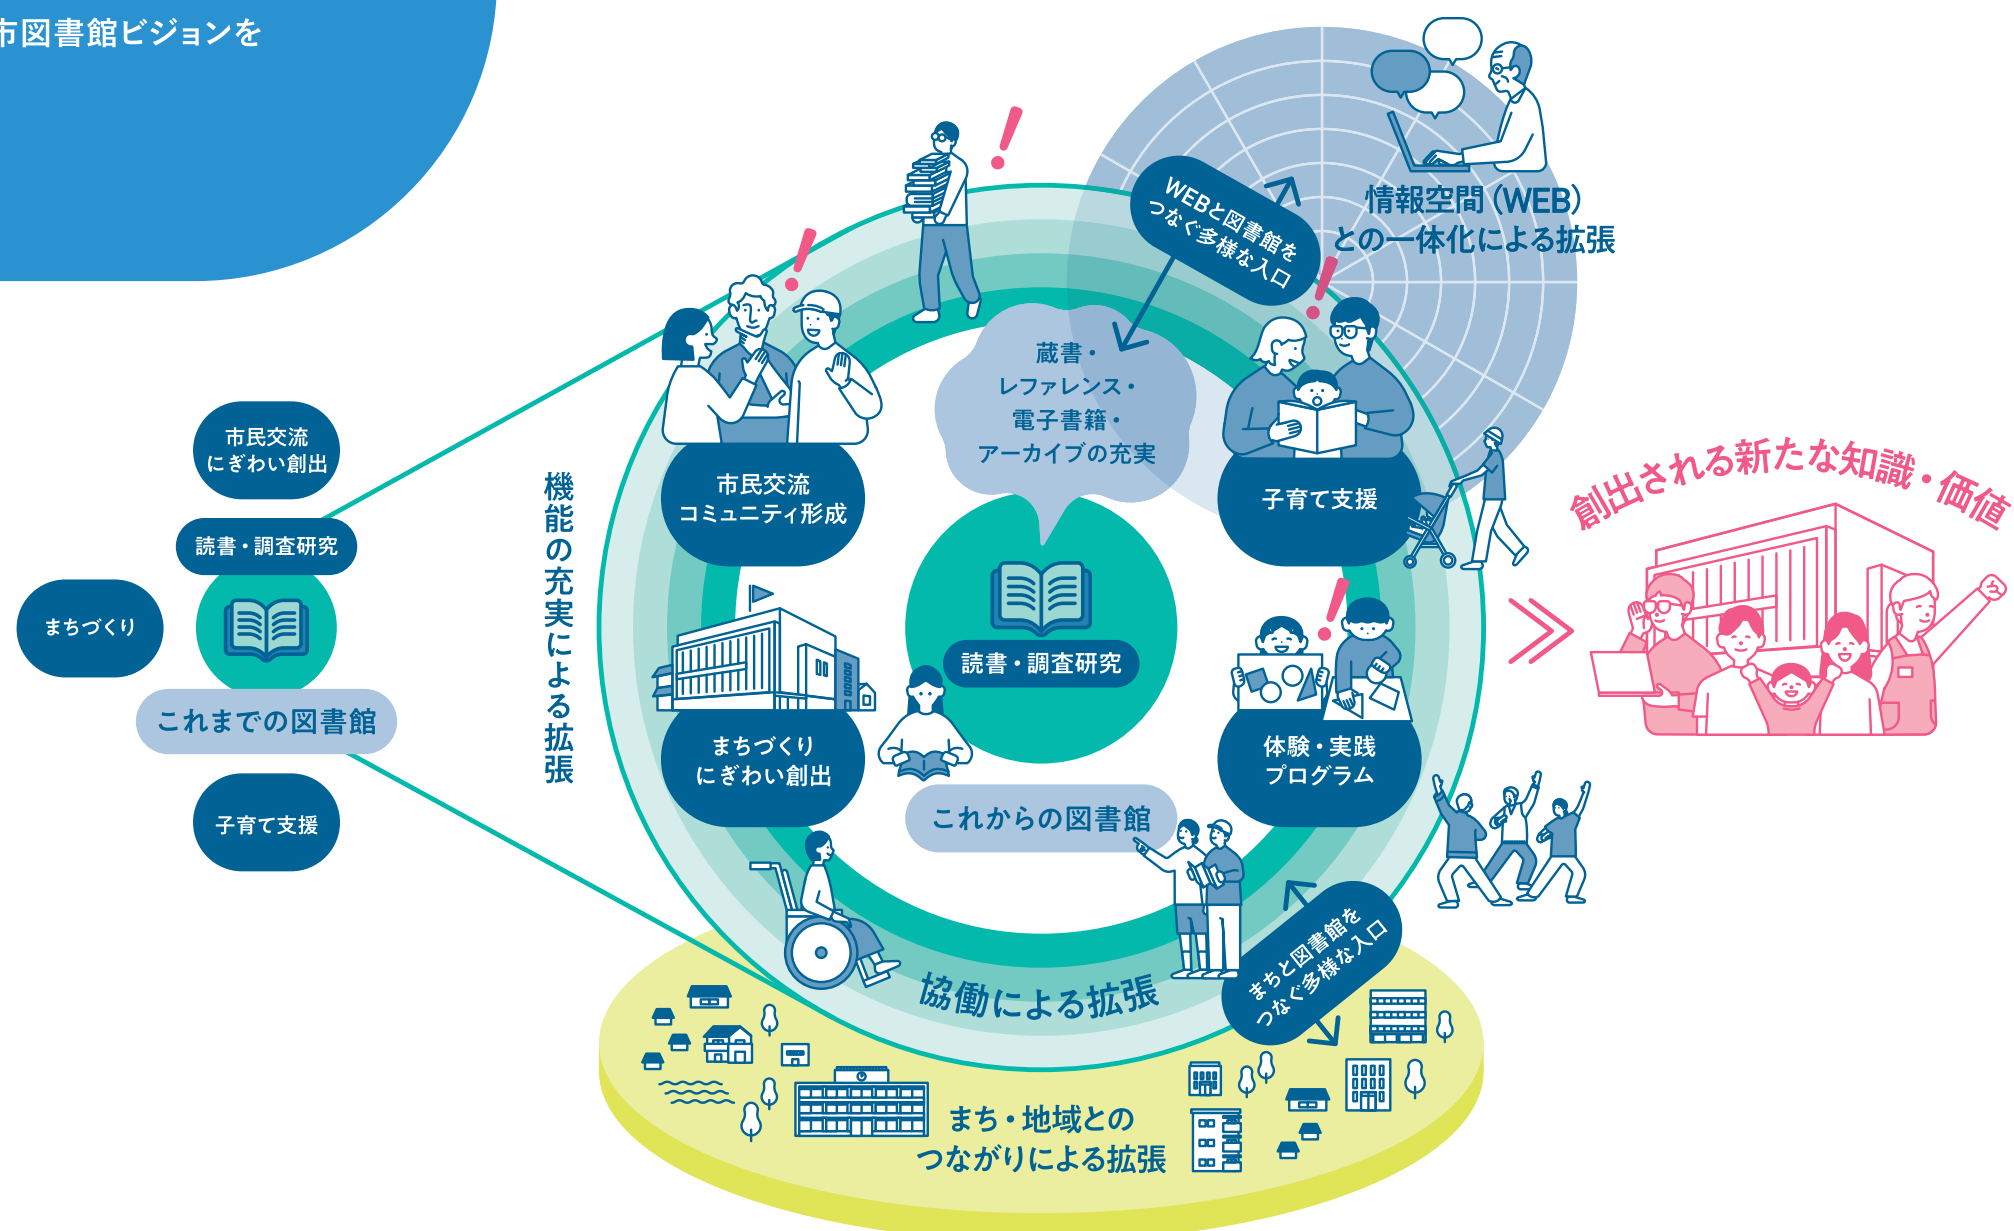 市図書館ビジョンを
市民交流
にぎわい創出
読書・調査研究
まちづくり
これまでの図書館
子育て支援
機能の充実による拡張
WEBと図書館を
つなぐ多様な入口
情報空間（WEB）
との一体化による拡張
蔵書・
レファレンス・
電子書籍・
アーカイブの充実
市民交流
コミュニティ形成
子育て支援
読書・調査研究
まちづくり
にぎわい創出
体験・実践
プログラム
これからの図書館
協働による拡張
まちと図書館を
つなぐ多様な入口
まち・地域との
つながりによる拡張
創出される新たな知識・価値